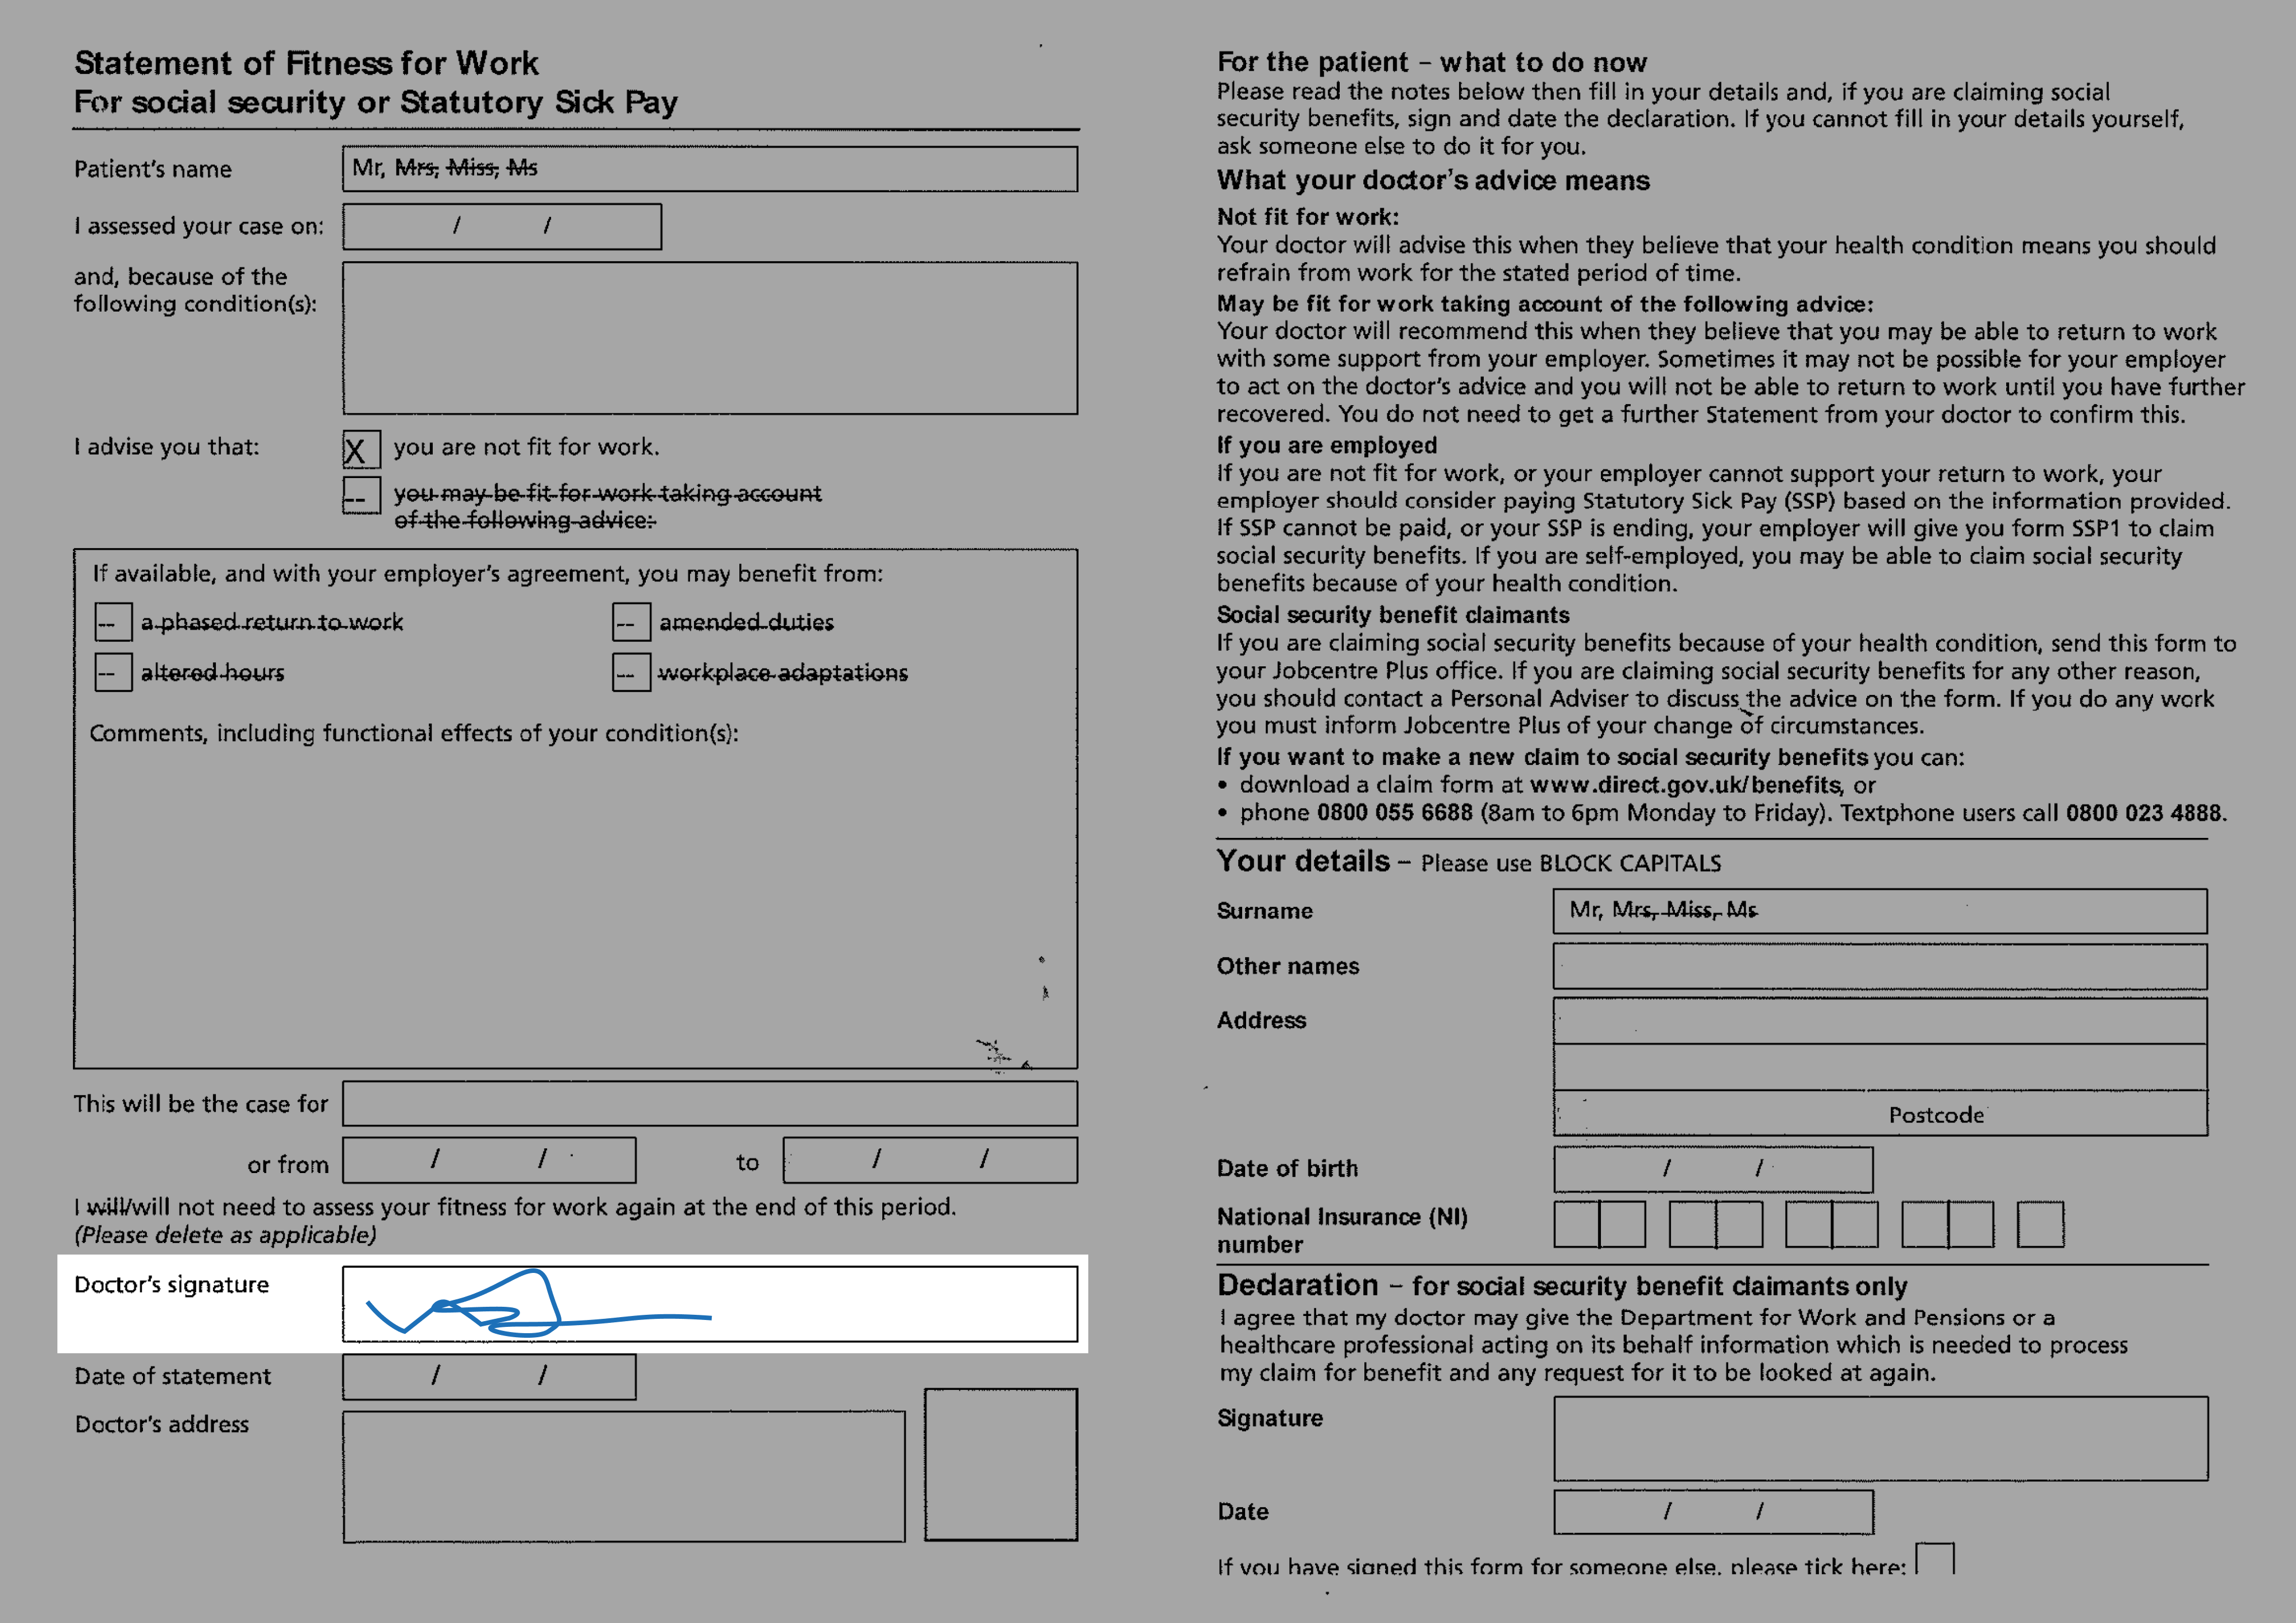 Statement of Fitness for Work
For social security or Statutory Sick Pay
Patient's name
Mr, Mrs, Miss, Ms
I assessed your case on: / /
and, because of the
following condition(s):
I advise you that:
X you are not fit for work.
-- you may be fit for work taking account
of the following advice:
If available, and with your employer's agreement, you may benefit from:
-- a phased return to work
-- amended duties
-- altered hours
-- workplace adaptations
Comments, including functional effects of your condition(s):
This will be the case for
or from / / to / /
I will/will not need to assess your fitness for work again at the end of this period.
(Please delete as applicable)
Doctor's signature
Date of statement / /
Doctor's address
For the patient – what to do now
Please read the notes below then fill in your details and, if you are claiming social
security benefits, sign and date the declaration. If you cannot fill in your details yourself,
ask someone else to do it for you.
What your doctor's advice means
Not fit for work:
Your doctor will advise this when they believe that your health condition means you should
refrain from work for the stated period of time.
May be fit for work taking account of the following advice:
Your doctor will recommend this when they believe that you may be able to return to work
with some support from your employer. Sometimes it may not be possible for your employer
to act on the doctor's advice and you will not be able to return to work until you have further
recovered. You do not need to get a further Statement from your doctor to confirm this.
If you are employed
If you are not fit for work, or your employer cannot support your return to work, your
employer should consider paying Statutory Sick Pay (SSP) based on the information provided.
If SSP cannot be paid, or your SSP is ending, your employer will give you form SSP1 to claim
social security benefits. If you are self-employed, you may be able to claim social security
benefits because of your health condition.
Social security benefit claimants
If you are claiming social security benefits because of your health condition, send this form to
your Jobcentre Plus office. If you are claiming social security benefits for any other reason,
you should contact a Personal Adviser to discuss the advice on the form. If you do any work
you must inform Jobcentre Plus of your change of circumstances.
If you want to make a new claim to social security benefits you can:
• download a claim form at www.direct.gov.uk/benefits, or
• phone 0800 055 6688 (8am to 6pm Monday to Friday). Textphone users call 0800 023 4888.
Your details – Please use BLOCK CAPITALS
Surname
Mr, Mrs, Miss, Ms
Other names
Address
Postcode
Date of birth / /
National Insurance (NI)
number
Declaration – for social security benefit claimants only
I agree that my doctor may give the Department for Work and Pensions or a
healthcare professional acting on its behalf information which is needed to process
my claim for benefit and any request for it to be looked at again.
Signature
Date / /
If you have signed this form for someone else, please tick here: